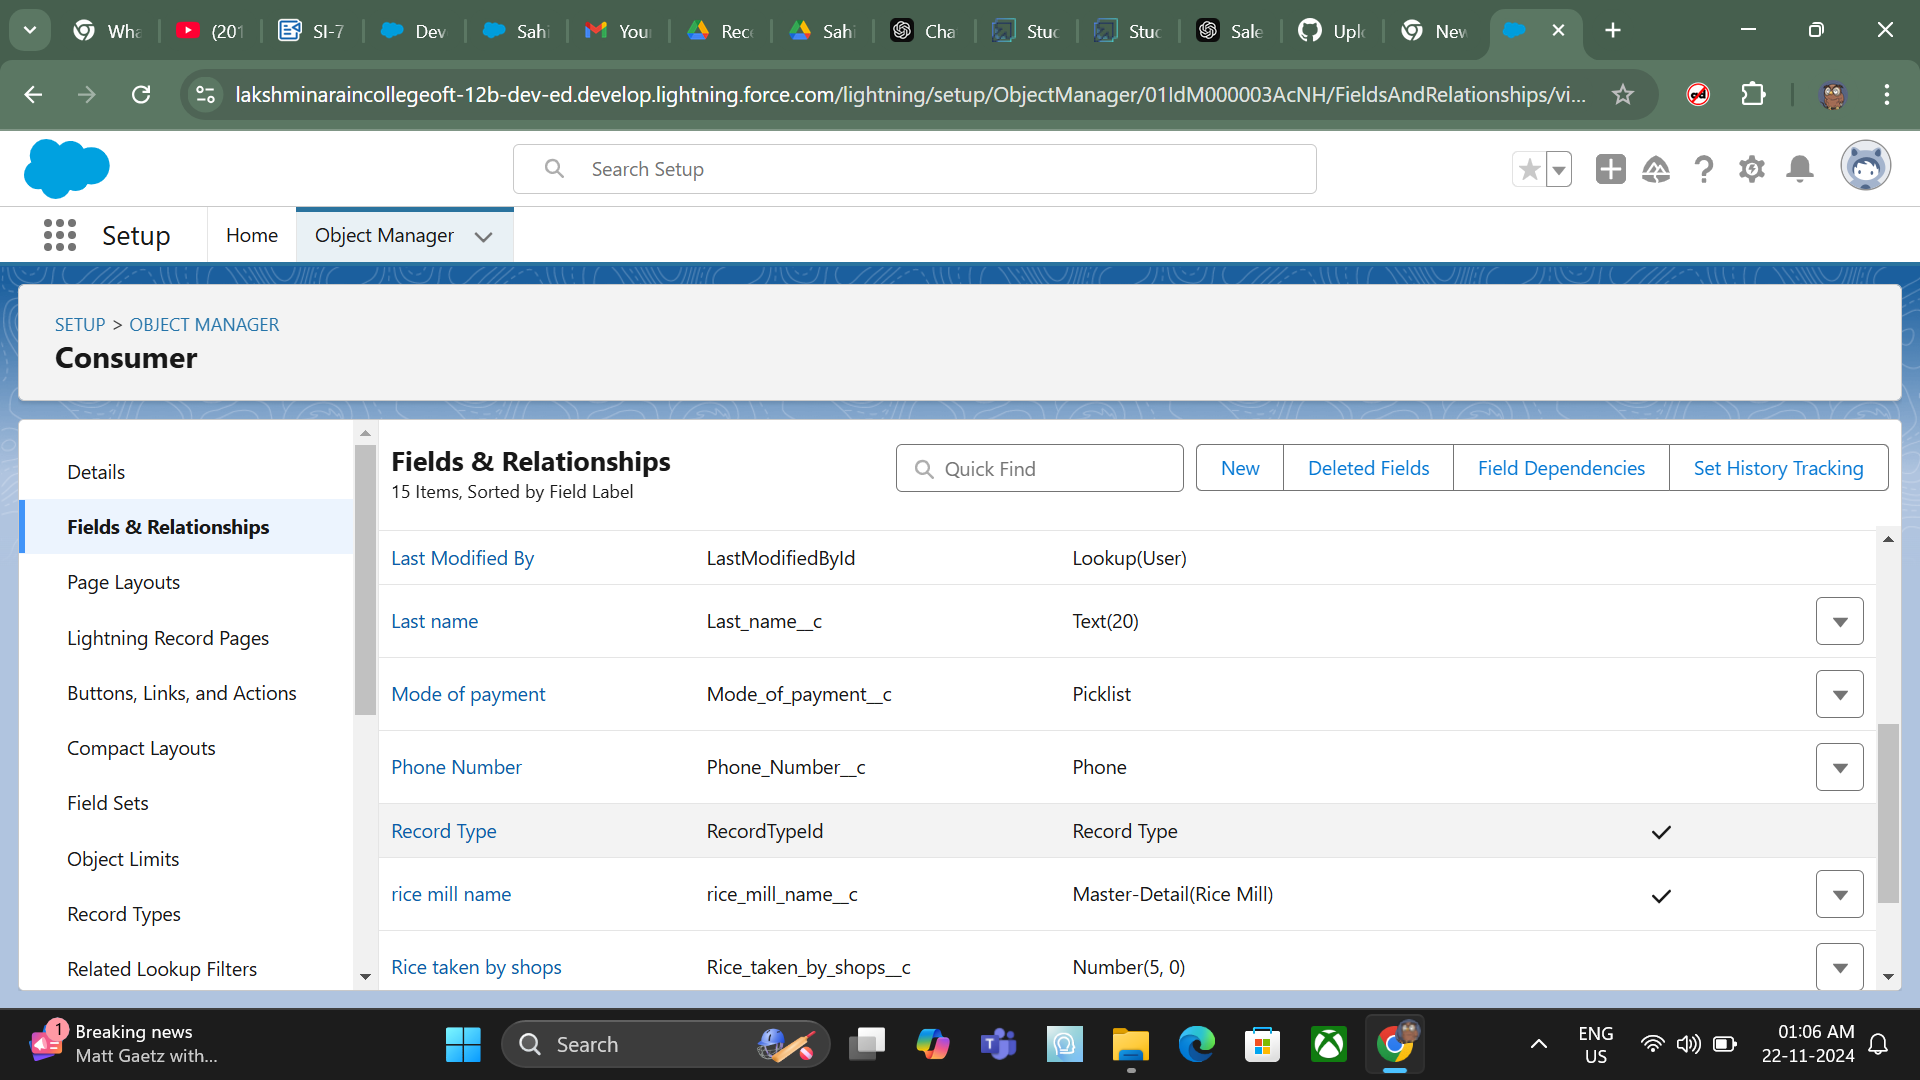 Wha
(201
SI-7
Dev
Sahi
You
Rec
Sahi
Cha
Stuc
Stuc
Sale
Uplo
New
lakshminaraincollegeoft-12b-dev-ed.develop.lightning.force.com/lightning/setup/ObjectManager/01IdM000003AcNH/FieldsAndRelationships/vi...
Search Setup
Setup
Home
Object Manager
SETUP > OBJECT MANAGER
Consumer
Details
Fields & Relationships
Page Layouts
Lightning Record Pages
Buttons, Links, and Actions
Compact Layouts
Field Sets
Object Limits
Record Types
Related Lookup Filters
Fields & Relationships
15 Items, Sorted by Field Label
Quick Find
New
Deleted Fields
Field Dependencies
Set History Tracking
Last Modified By LastModifiedById Lookup(User)
Last name Last_name__c Text(20)
Mode of payment Mode_of_payment__c Picklist
Phone Number Phone_Number__c Phone
Record Type RecordTypeId Record Type
rice mill name rice_mill_name__c Master-Detail(Rice Mill)
Rice taken by shops Rice_taken_by_shops__c Number(5, 0)
1
Breaking news
Matt Gaetz with...
Search
ENG
US
01:06 AM
22-11-2024